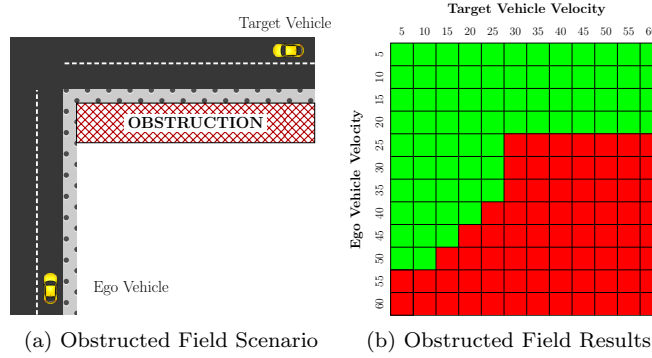 Target Vehicle
OBSTRUCTION
Ego Vehicle
(a) Obstructed Field Scenario
Target Vehicle Velocity
5 10 15 20 25 30 35 40 45 50 55
Ego Vehicle Velocity
5
10
15
20
25
30
35
40
45
50
55
60
(b) Obstructed Field Results